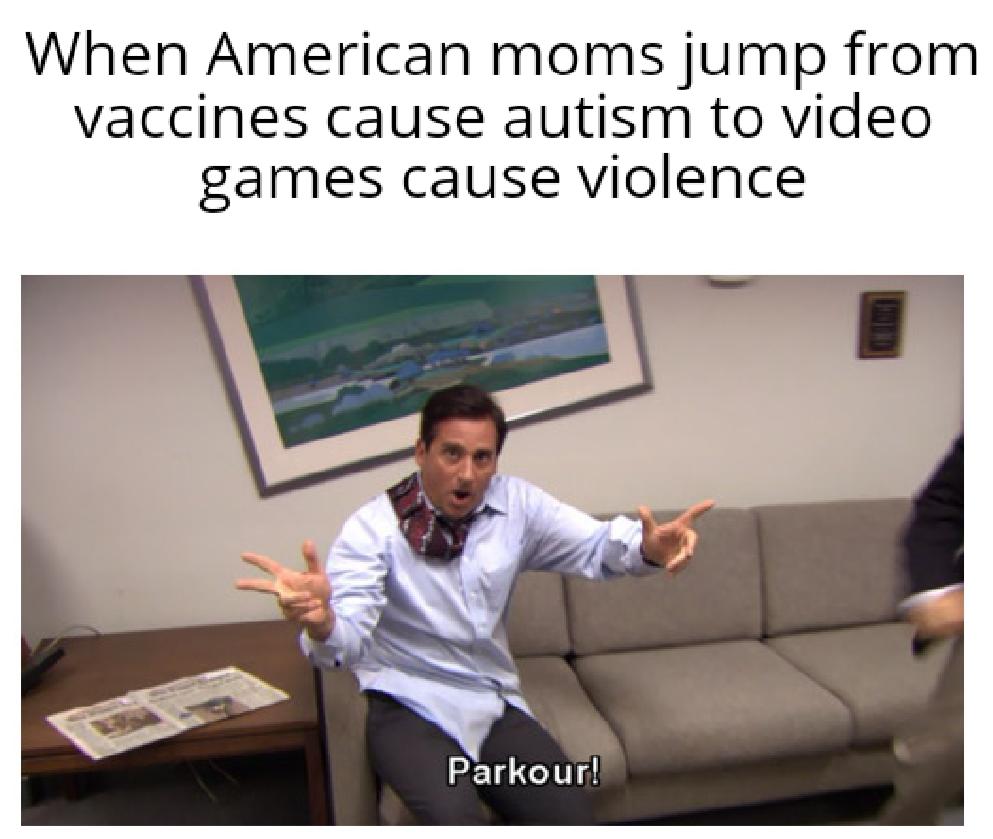 When American moms jump from
vaccines cause autism to video
games cause violence
Parkour!